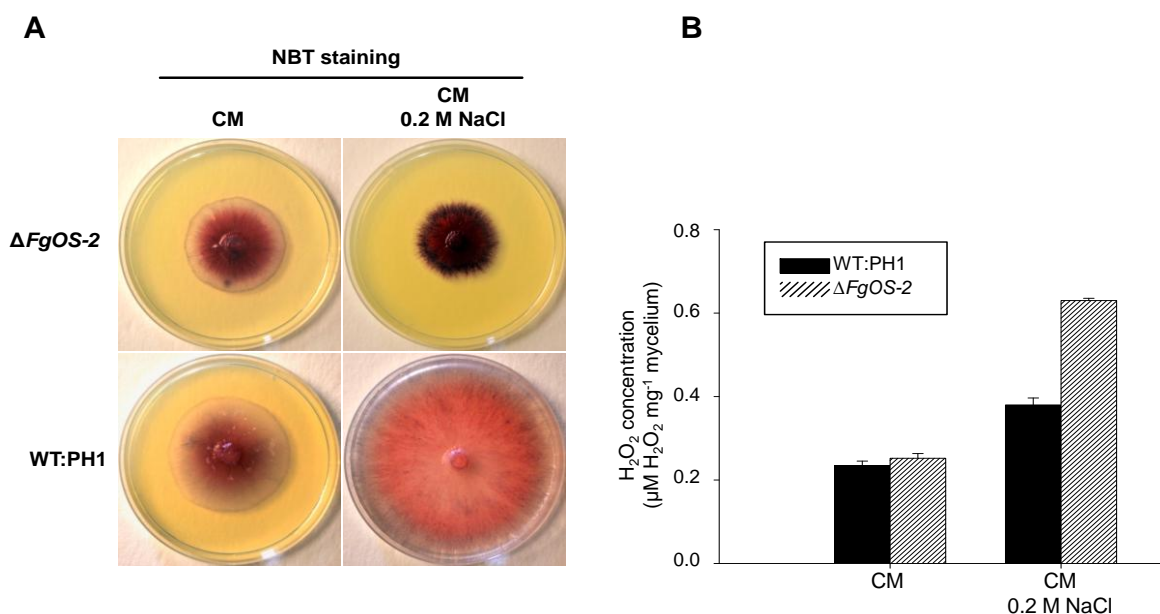 A
NBT staining
CM
CM
0.2 M NaCl
ΔFgOS-2
WT:PH1
B
H₂O₂ concentration
(µM H₂O₂ mg⁻¹ mycelium)
0.8
0.6
0.4
0.2
0.0
WT:PH1
ΔFgOS-2
CM
CM
0.2 M NaCl